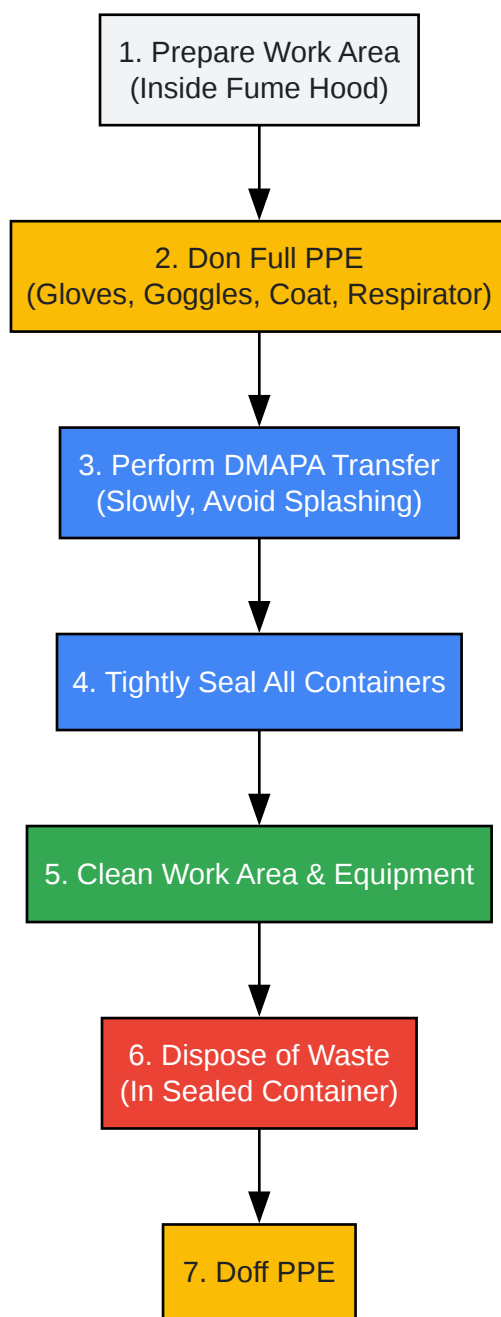 1. Prepare Work Area
(Inside Fume Hood)
2. Don Full PPE
(Gloves, Goggles, Coat, Respirator)
3. Perform DMAPA Transfer
(Slowly, Avoid Splashing)
4. Tightly Seal All Containers
5. Clean Work Area & Equipment
6. Dispose of Waste
(In Sealed Container)
7. Doff PPE